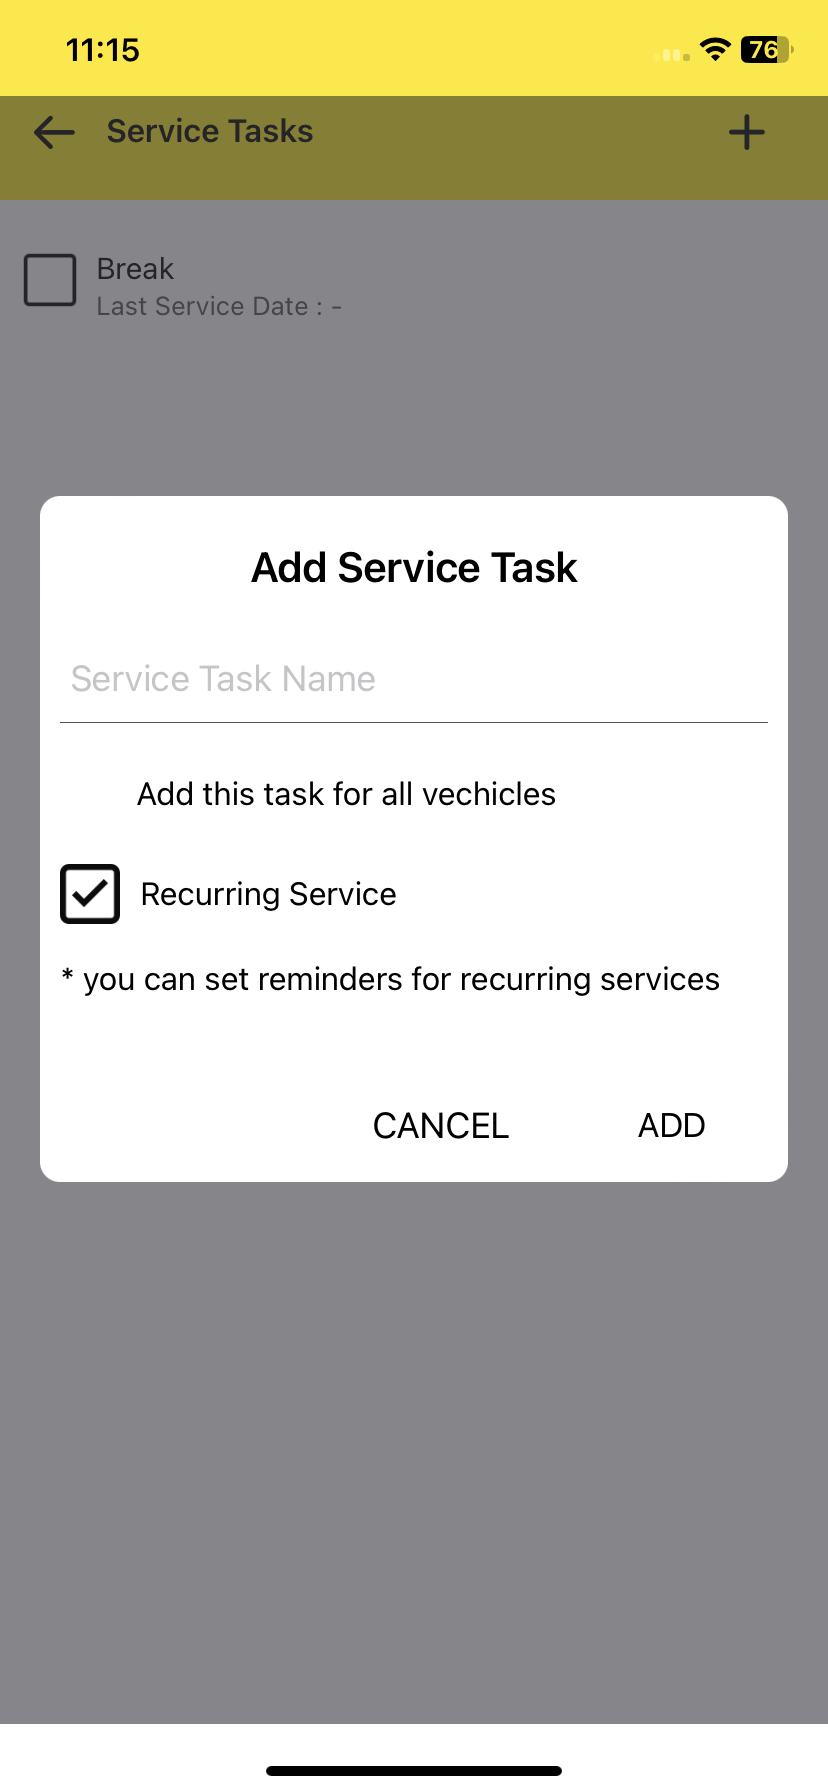 11:15
76
Service Tasks
Break
Last Service Date : -
Add Service Task
Service Task Name
Add this task for all vechicles
Recurring Service
* you can set reminders for recurring services
CANCEL ADD